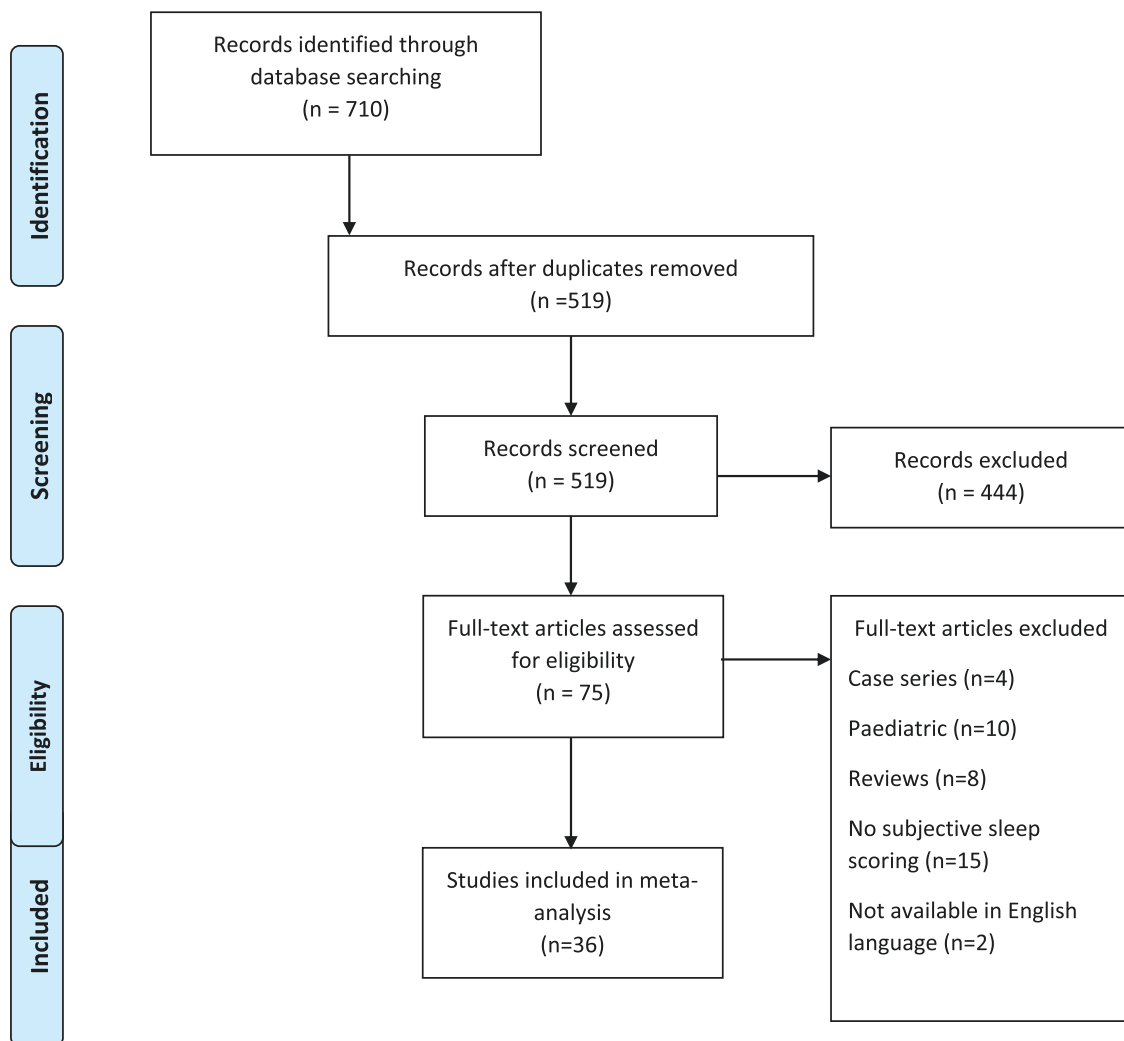 Identification
Records identified through
database searching
(n = 710)
Records after duplicates removed
(n =519)
Screening
Records screened
(n = 519)
Records excluded
(n = 444)
Eligibility
Full-text articles assessed
for eligibility
(n = 75)
Full-text articles excluded
Case series (n=4)
Paediatric (n=10)
Reviews (n=8)
No subjective sleep
scoring (n=15)
Not available in English
language (n=2)
Included
Studies included in meta-
analysis
(n=36)